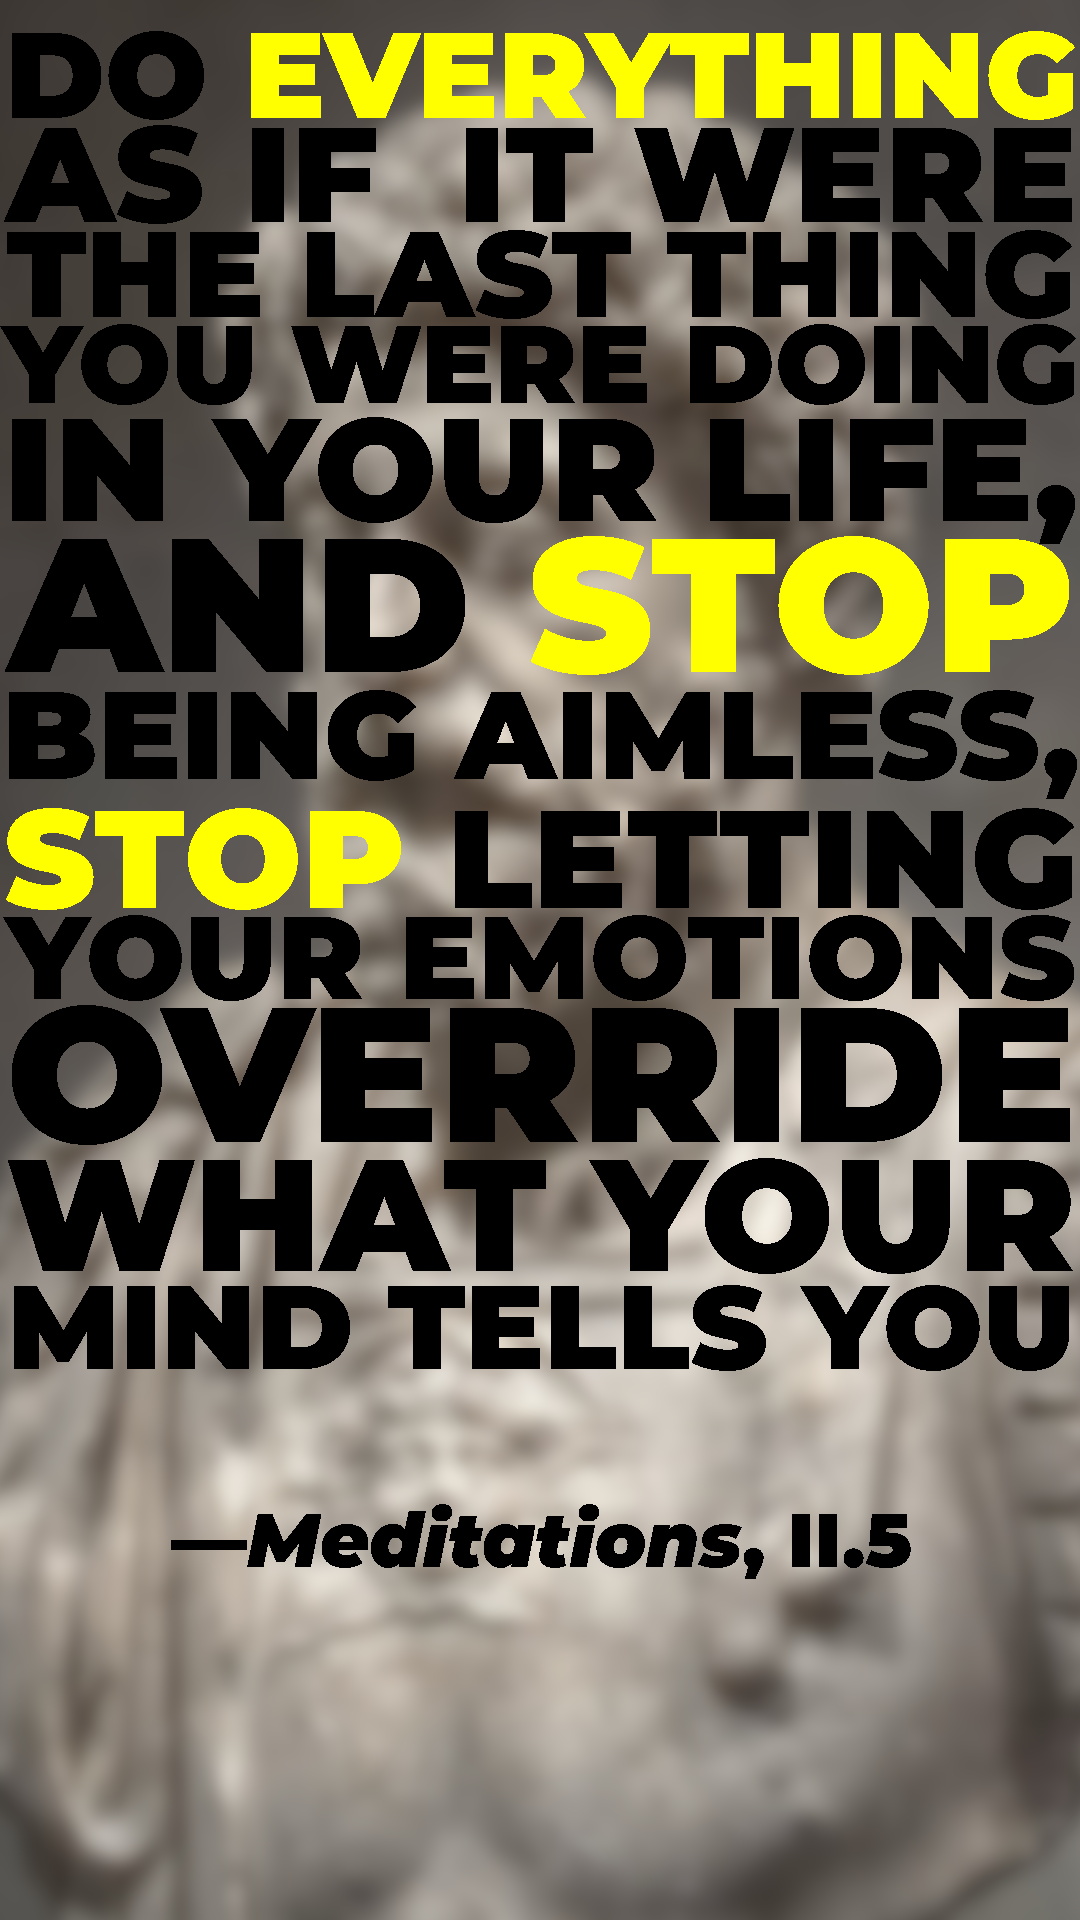 DO EVERYTHING
AS IF IT WERE
THE LAST THING
YOU WERE DOING
IN YOUR LIFE,
AND STOP
BEING AIMLESS,
STOP LETTING
YOUR EMOTIONS
OVERRIDE
WHAT YOUR
MIND TELLS YOU
—Meditations, II.5